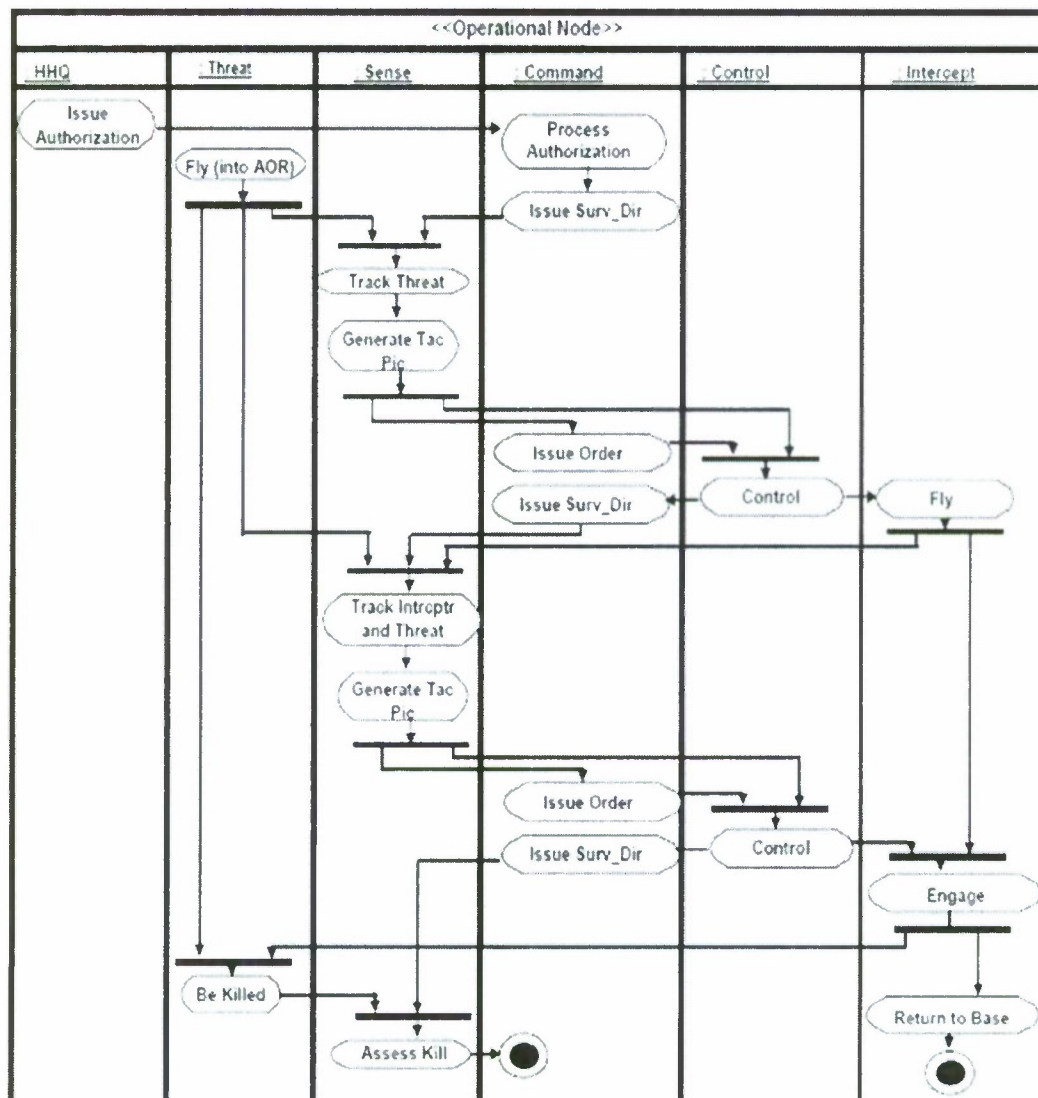 <<Operational Node>>
: HHQ
: Threat
: Sense
: Command
: Control
: Intercept
Issue
Authorization
Process
Authorization
Fly (into AOR)
Issue Surv_Dir
Track Threat
Generate Tac
Pic
Issue Order
Issue Surv_Dir
Control
Fly
Track Intrcptr
and Threat
Generate Tac
Pic
Issue Order
Issue Surv_Dir
Control
Engage
Be Killed
Return to Base
Assess Kill